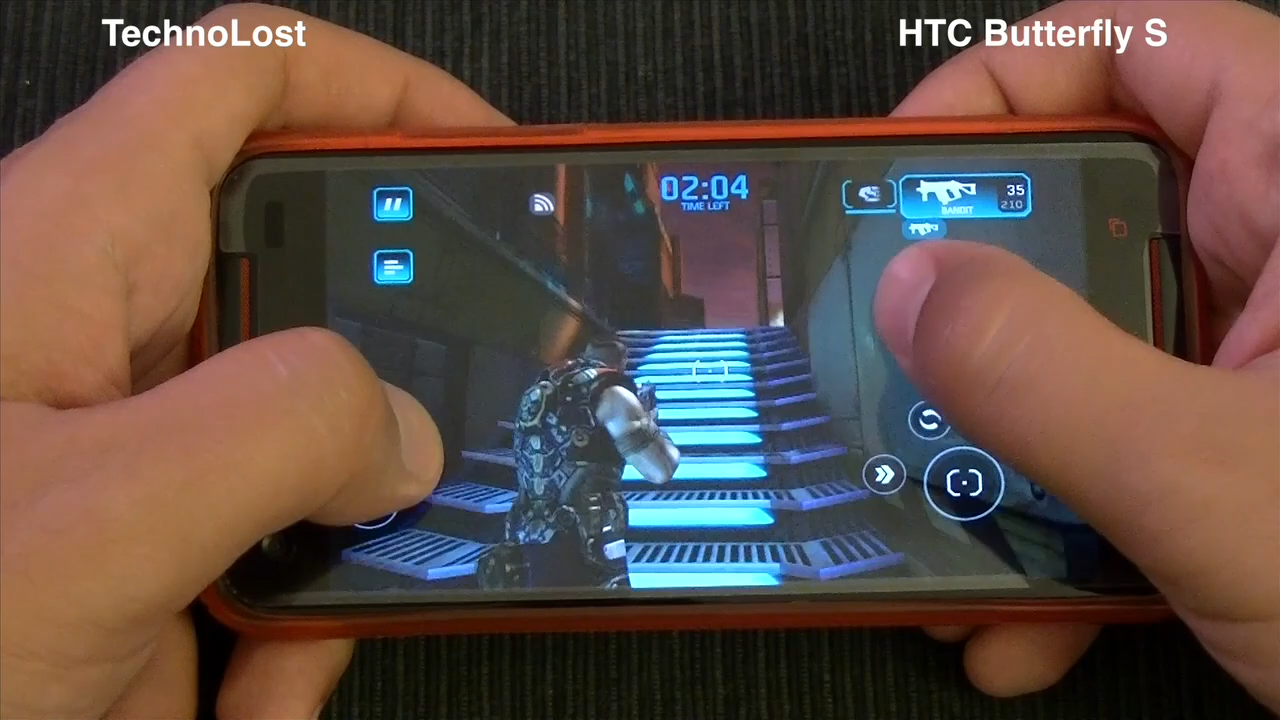 TechnoLost
HTC Butterfly S
02:04
TIME LEFT
35
210
BANDIT